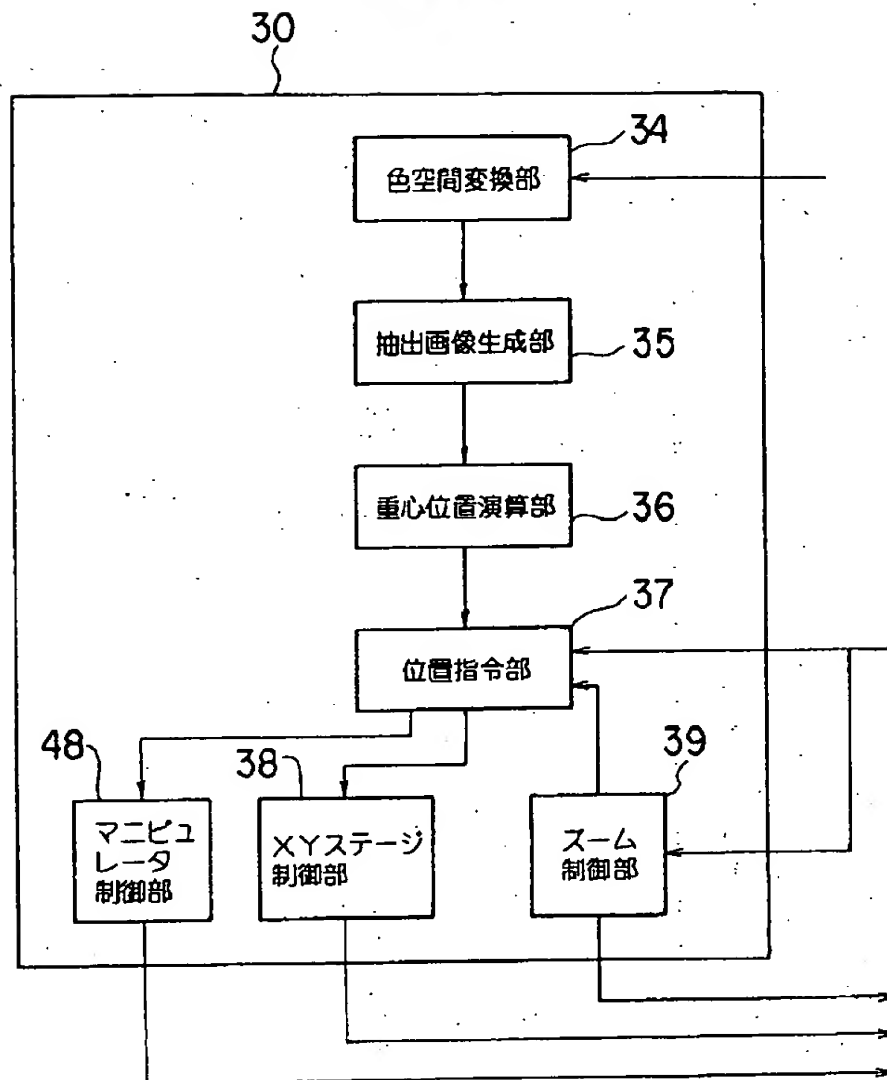 30
34
色空間変換部
抽出画像生成部
35
重心位置演算部
36
37
位置指令部
48
38
39
マニピュ
レータ
制御部
XYステージ
制御部
ズーム
制御部